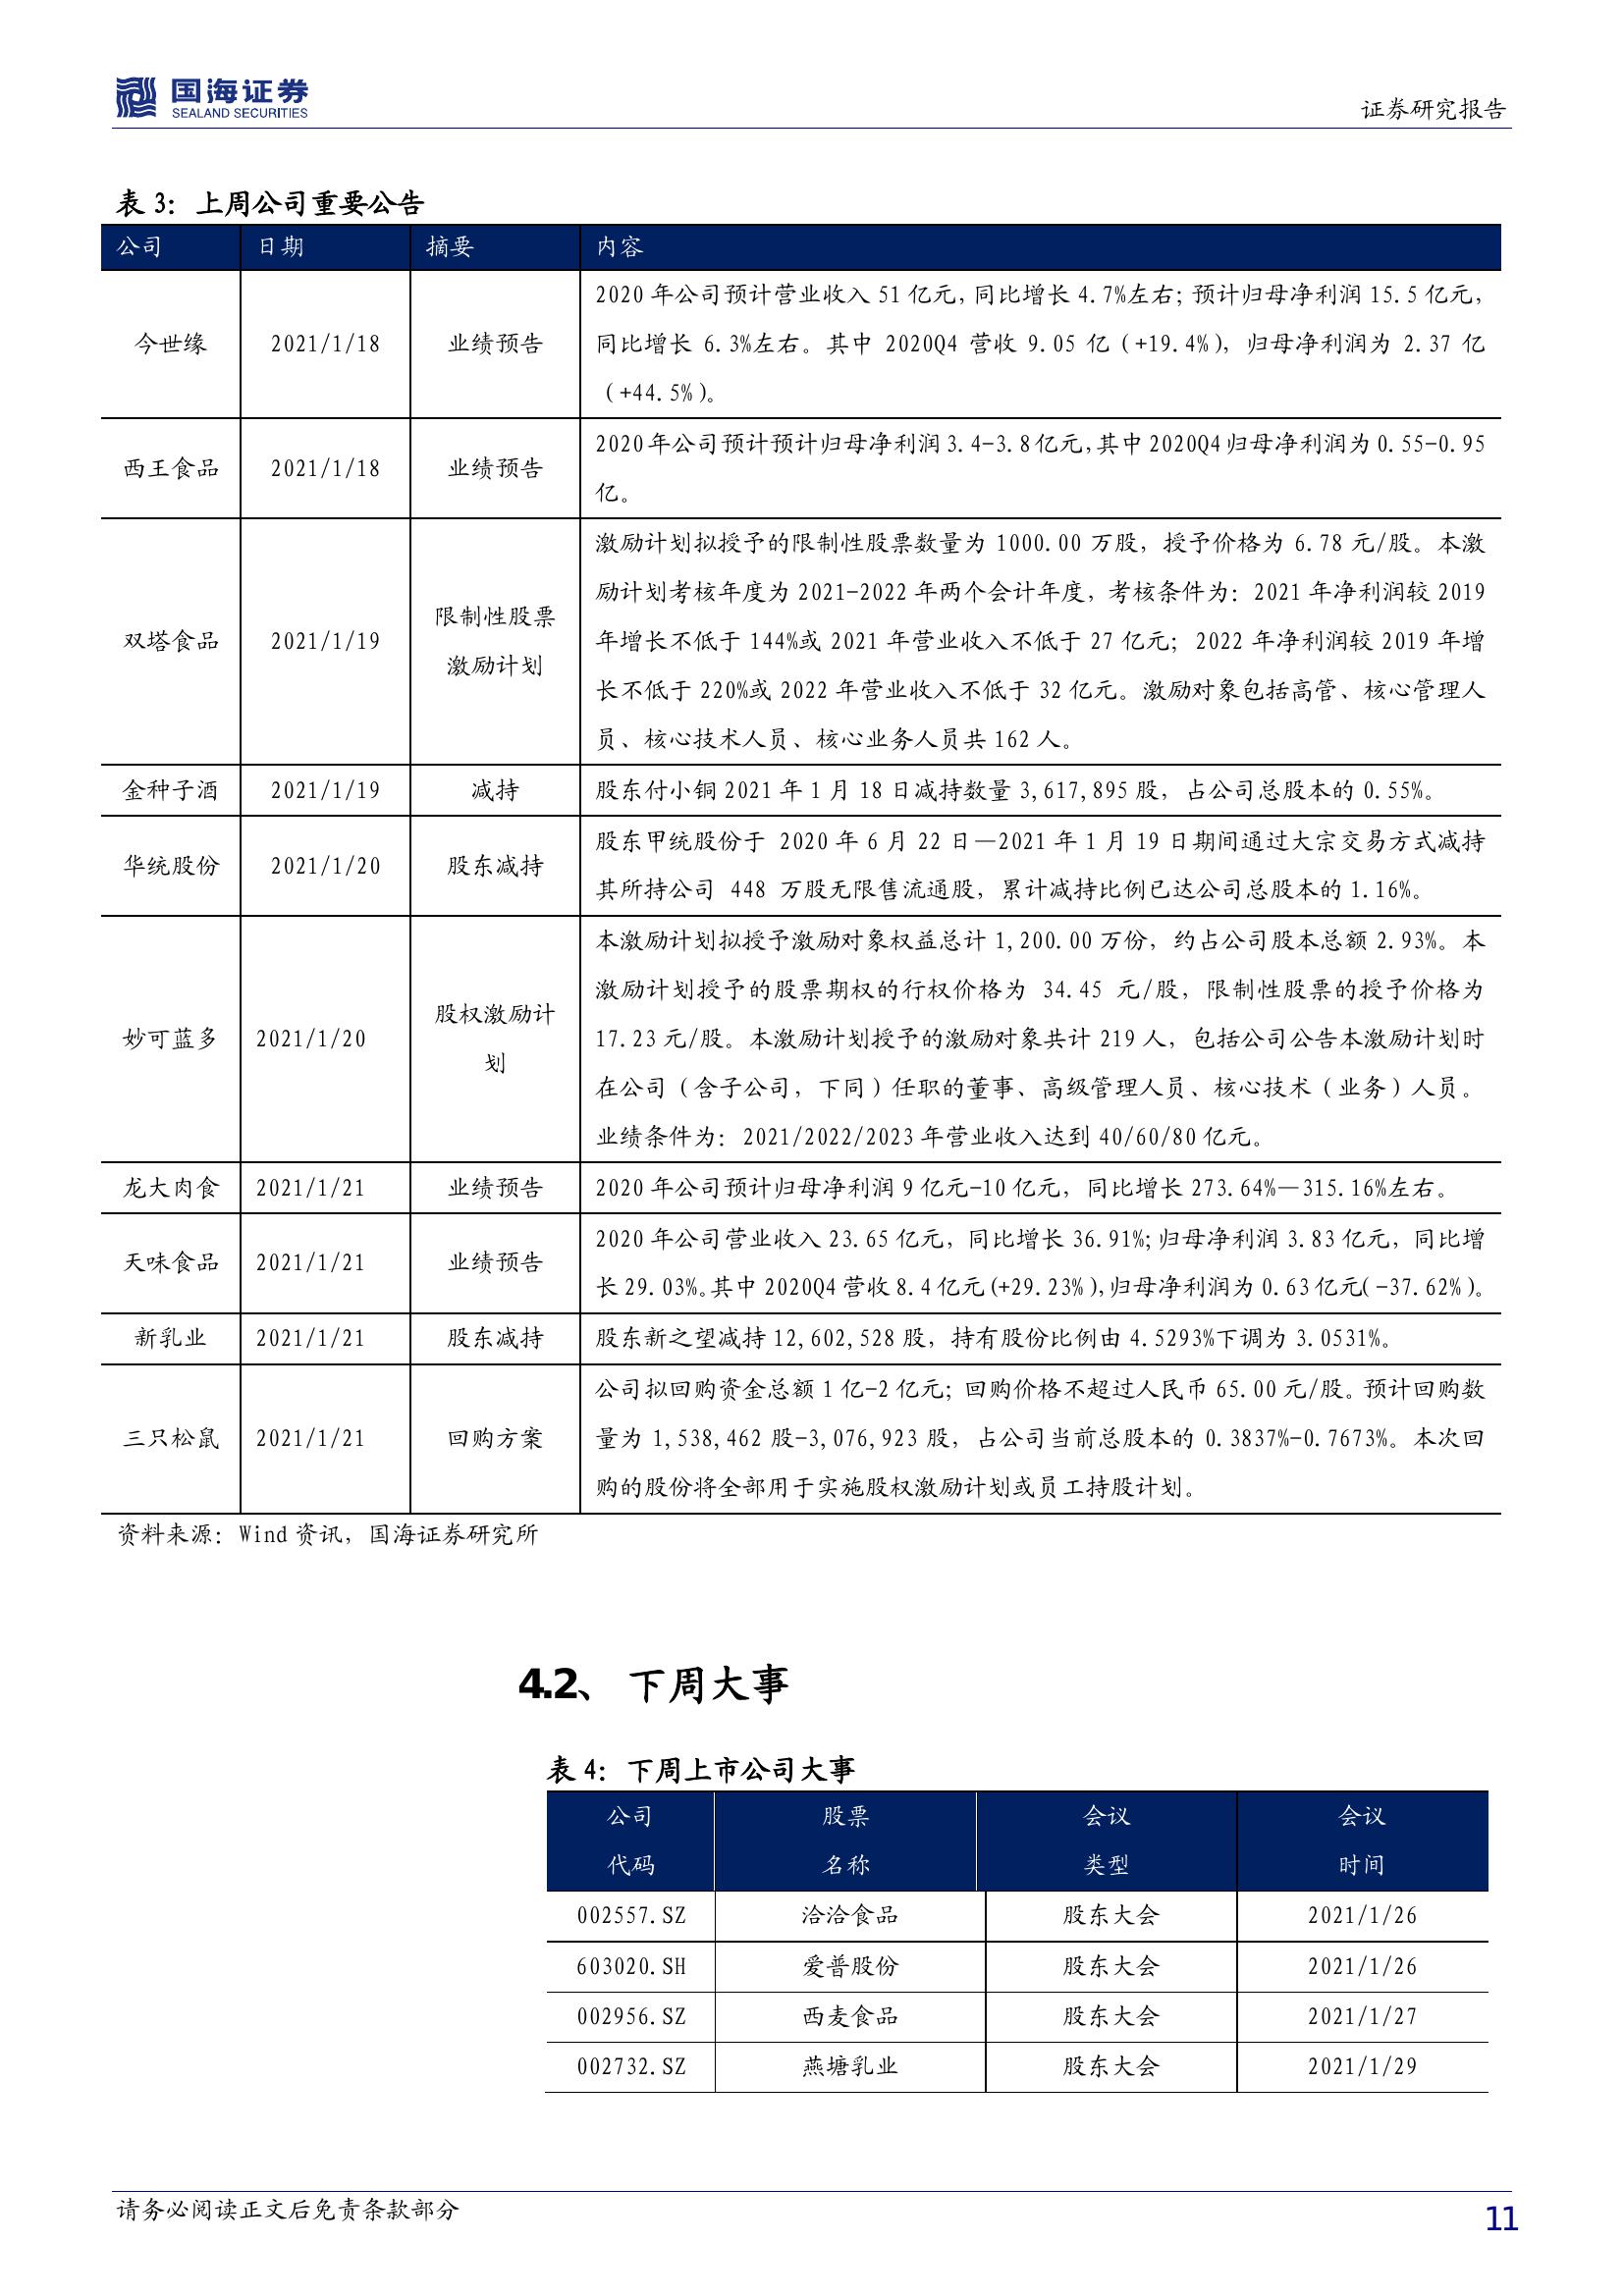 国海证券
SEALAND SECURITIES
证券研究报告
表 3：上周公司重要公告
公司 日期 摘要 内容
今世缘 2021/1/18 业绩预告
2020 年公司预计营业收入 51 亿元，同比增长 4.7%左右；预计归母净利润 15.5 亿元，
同比增长 6.3%左右。其中 2020Q4 营收 9.05 亿（+19.4%），归母净利润为 2.37 亿
（+44.5%）。
西王食品 2021/1/18 业绩预告
2020 年公司预计预计归母净利润 3.4-3.8 亿元，其中 2020Q4 归母净利润为 0.55-0.95
亿。
双塔食品 2021/1/19
限制性股票
激励计划
激励计划拟授予的限制性股票数量为 1000.00 万股，授予价格为 6.78 元/股。本激
励计划考核年度为 2021-2022 年两个会计年度，考核条件为：2021 年净利润较 2019
年增长不低于 144%或 2021 年营业收入不低于 27 亿元；2022 年净利润较 2019 年增
长不低于 220%或 2022 年营业收入不低于 32 亿元。激励对象包括高管、核心管理人
员、核心技术人员、核心业务人员共 162 人。
金种子酒 2021/1/19 减持 股东付小铜 2021 年 1 月 18 日减持数量 3,617,895 股，占公司总股本的 0.55%。
华统股份 2021/1/20 股东减持
股东甲统股份于 2020 年 6 月 22 日—2021 年 1 月 19 日期间通过大宗交易方式减持
其所持公司 448 万股无限售流通股，累计减持比例已达公司总股本的 1.16%。
妙可蓝多 2021/1/20
股权激励计
划
本激励计划拟授予激励对象权益总计 1,200.00 万份，约占公司股本总额 2.93%。本
激励计划授予的股票期权的行权价格为 34.45 元/股，限制性股票的授予价格为
17.23 元/股。本激励计划授予的激励对象共计 219 人，包括公司公告本激励计划时
在公司（含子公司，下同）任职的董事、高级管理人员、核心技术（业务）人员。
业绩条件为：2021/2022/2023 年营业收入达到 40/60/80 亿元。
龙大肉食 2021/1/21 业绩预告 2020 年公司预计归母净利润 9 亿元-10 亿元，同比增长 273.64%—315.16%左右。
天味食品 2021/1/21 业绩预告
2020 年公司营业收入 23.65 亿元，同比增长 36.91%；归母净利润 3.83 亿元，同比增
长 29.03%。其中 2020Q4 营收 8.4 亿元(+29.23%)，归母净利润为 0.63 亿元(-37.62%)。
新乳业 2021/1/21 股东减持 股东新之望减持 12,602,528 股，持有股份比例由 4.5293%下调为 3.0531%。
三只松鼠 2021/1/21 回购方案
公司拟回购资金总额 1 亿-2 亿元；回购价格不超过人民币 65.00 元/股。预计回购数
量为 1,538,462 股-3,076,923 股，占公司当前总股本的 0.3837%-0.7673%。本次回
购的股份将全部用于实施股权激励计划或员工持股计划。
资料来源：Wind 资讯，国海证券研究所
4.2、 下周大事
表 4：下周上市公司大事
公司 股票 会议 会议
代码 名称 类型 时间
002557.SZ 洽洽食品 股东大会 2021/1/26
603020.SH 爱普股份 股东大会 2021/1/26
002956.SZ 西麦食品 股东大会 2021/1/27
002732.SZ 燕塘乳业 股东大会 2021/1/29
请务必阅读正文后免责条款部分
11